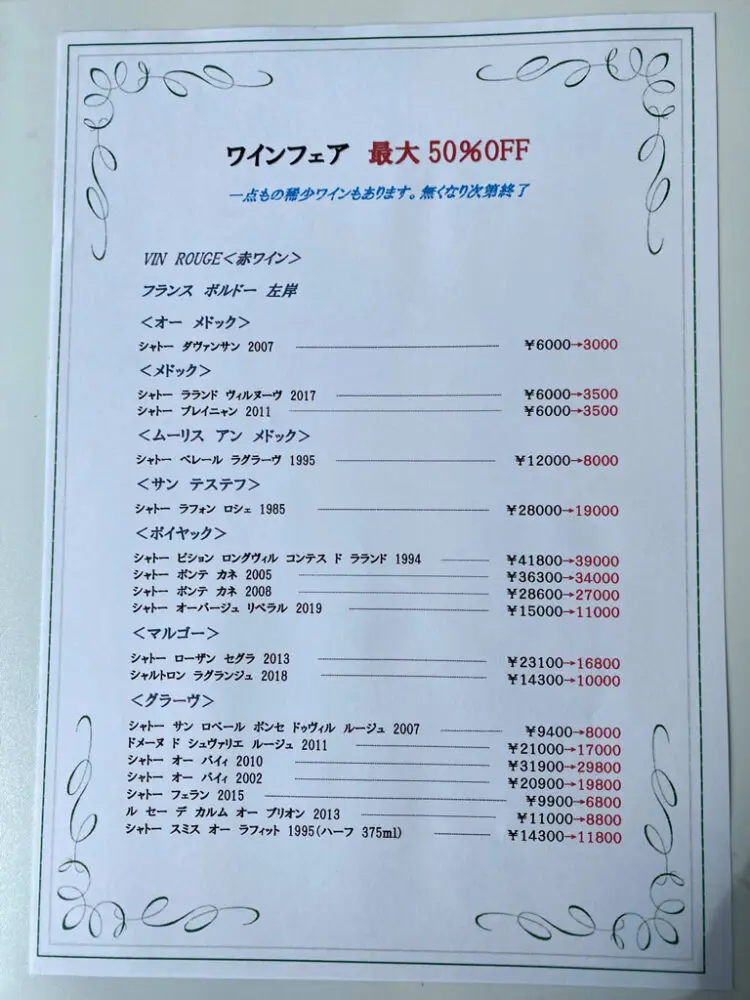 ワインフェア 最大 50%OFF
一点もの稀少ワインもあります。無くなり次第終了
VIN ROUGE<赤ワイン>
フランス ボルドー 左岸
<オー メドック>
シャトー ダヴァンサン 2007 ¥6000→3000
<メドック>
シャトー ラランド ヴィルヌーヴ 2017 ¥6000→3500
シャトー プレイニャン 2011 ¥6000→3500
<ムーリス アン メドック>
シャトー ベレール ラグラーヴ 1995 ¥12000→8000
<サン テステフ>
シャトー ラフォン ロシェ 1985 ¥28000→19000
<ポイヤック>
シャトー ピション ロングヴィル コンテス ド ラランド 1994 ¥41800→39000
シャトー ポンテ カネ 2005 ¥36300→34000
シャトー ポンテ カネ 2008 ¥28600→27000
シャトー オーバージュ リベラル 2019 ¥15000→11000
<マルゴー>
シャトー ローザン セグラ 2013 ¥23100→16800
シャルトロン ラグランジュ 2018 ¥14300→10000
<グラーヴ>
シャトー サン ロベール ポンセ ドゥヴィル ルージュ 2007 ¥9400→8000
ドメーヌ ド シュヴァリエ ルージュ 2011 ¥21000→17000
シャトー オー バイィ 2010 ¥31900→29800
シャトー オー バイィ 2002 ¥20900→19800
シャトー フェラン 2015 ¥9900→6800
ル セー デ カルム オー ブリオン 2013 ¥11000→8800
シャトー スミス オー ラフィット 1995(ハーフ 375ml) ¥14300→11800